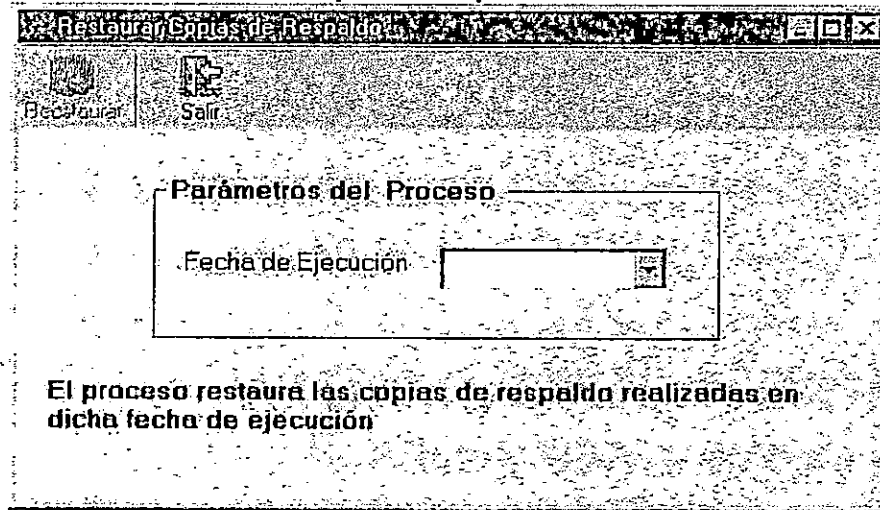 Restaurar Copias de Respaldo
Restaurar
Salir
Parámetros del Proceso
Fecha de Ejecución
El proceso restaura las copias de respaldo realizadas en
dicha fecha de ejecución